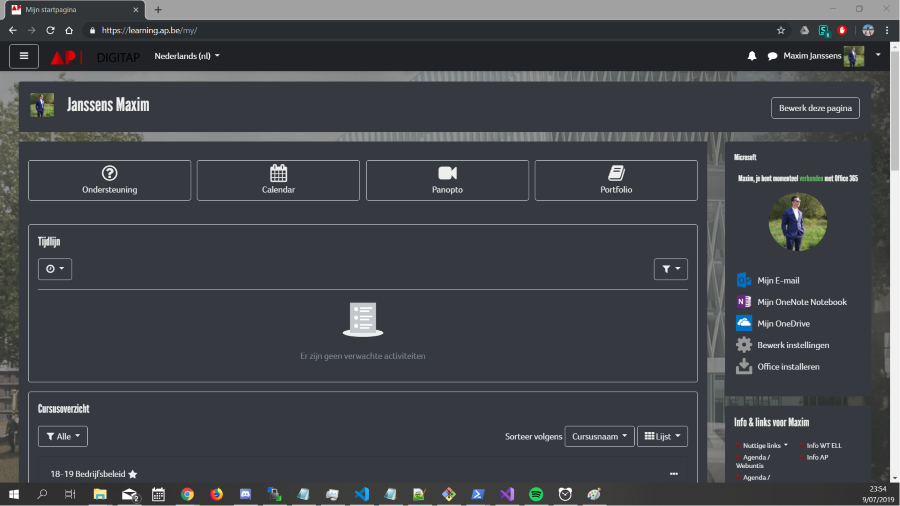 Mijn startpagina
https://learning.ap.be/my/
AP DIGITAP Nederlands (nl) Maxim Janssens
Janssens Maxim
Bewerk deze pagina
Ondersteuning
Calendar
Panopto
Portfolio
Tijdlijn
Er zijn geen verwachte activiteiten
Cursusoverzicht
Alle
Sorteer volgens Cursusnaam Lijst
18-19 Bedrijfsbeleid
Microsoft
Maxim, je bent momenteel verbonden met Office 365
Mijn E-mail
Mijn OneNote Notebook
Mijn OneDrive
Bewerk instellingen
Office installeren
Info & links voor Maxim
Nuttige links
Agenda /
Webuntis
Agenda /
Info WT ELL
Info AP
23:54
9/07/2019